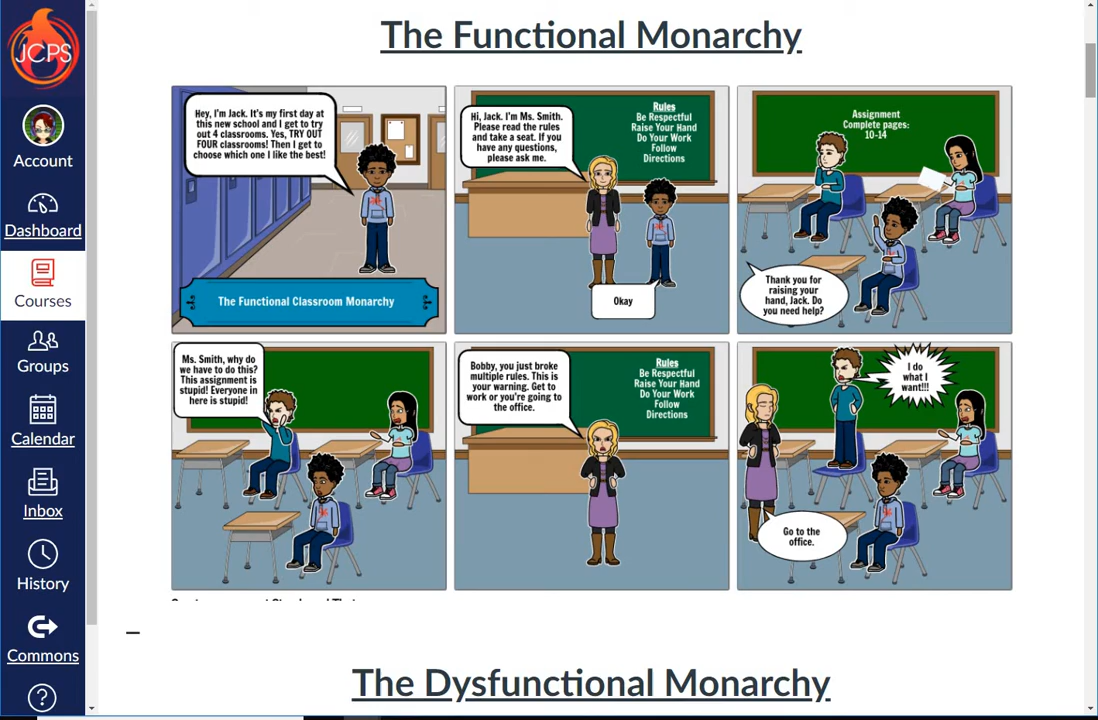 JCPS
Account
Dashboard
Courses
Groups
Calendar
Inbox
History
Commons
?
The Functional Monarchy
Hey, I'm Jack. It's my first day at
this new school and I get to try
out 4 classrooms. Yes, TRY OUT
FOUR classrooms! Then I get to
choose which one I like the best!
The Functional Classroom Monarchy
Hi, Jack. I'm Ms. Smith.
Please read the rules
and take a seat. If you
have any questions,
please ask me.
Rules
Be Respectful
Raise Your Hand
Do Your Work
Follow
Directions
Okay
Assignment
Complete pages:
10-14
Thank you for
raising your
hand, Jack. Do
you need help?
Ms. Smith, why do
we have to do this?
This assignment is
stupid! Everyone in
here is stupid!
Bobby, you just broke
multiple rules. This is
your warning. Get to
work or you're going to
the office.
Rules
Be Respectful
Raise Your Hand
Do Your Work
Follow
Directions
I do
what I
want!!!
Go to the
office.
The Dysfunctional Monarchy